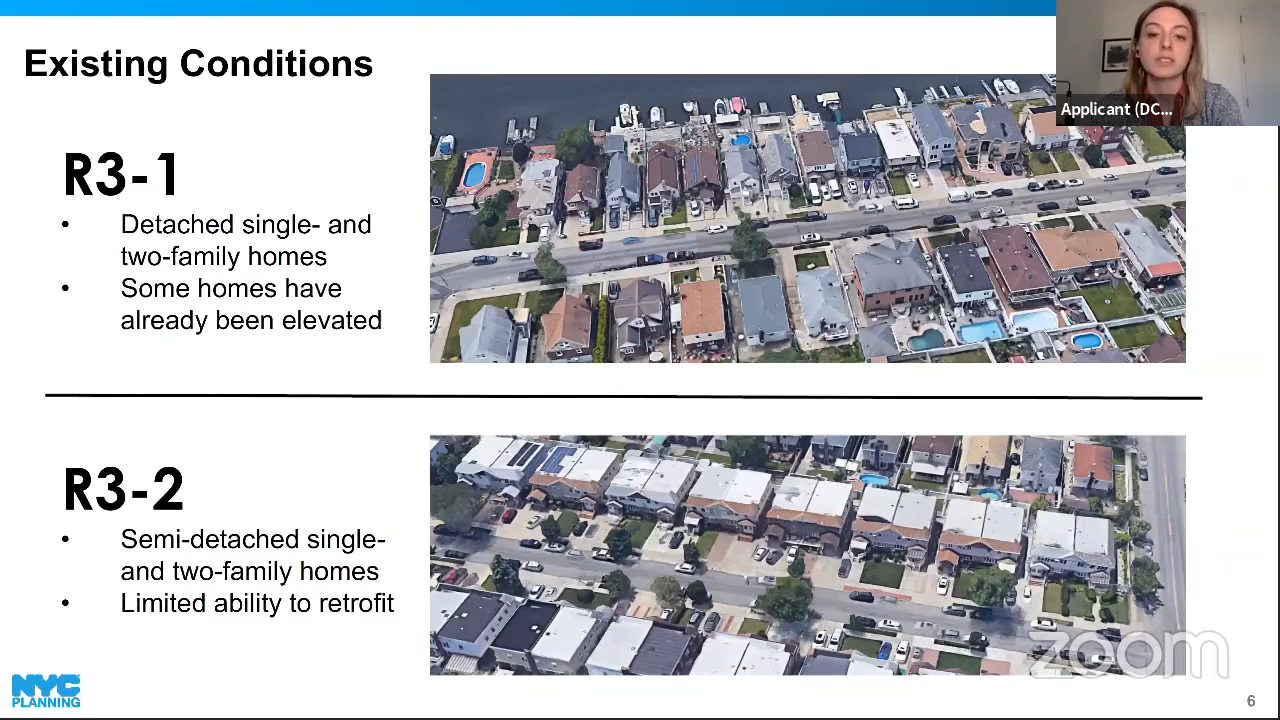 Existing Conditions
Applicant (DC...
R3-1
• Detached single- and
two-family homes
• Some homes have
already been elevated
R3-2
• Semi-detached single-
and two-family homes
• Limited ability to retrofit
zoom
NYC
PLANNING
6